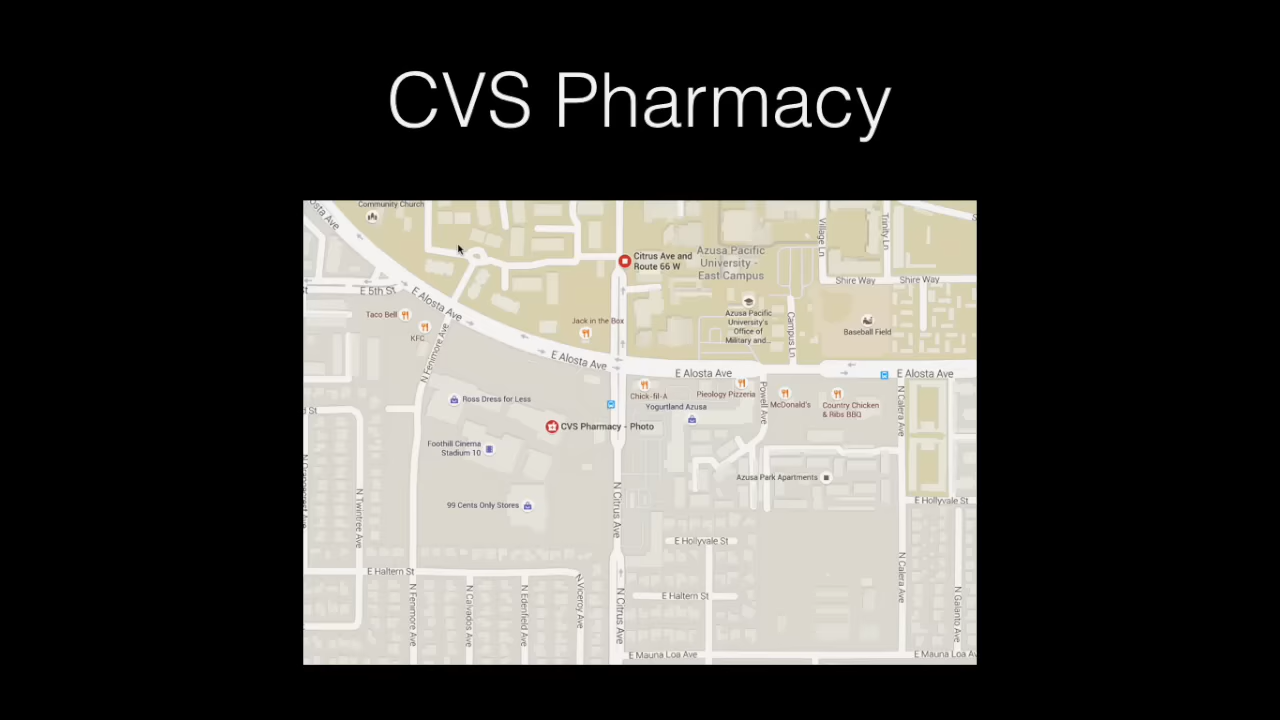 CVS Pharmacy
Community Church
osta Ave
Citrus Ave and
Route 66 W
Azusa Pacific
University -
East Campus
Village Ln
Trinity Ln
Shire Way
Shire Way
E 5th St
E Alosta Ave
Taco Bell
KFC
N Fenimore Ave
Jack in the Box
Azusa Pacific
University's
Office of
Military and...
Campus Ln
Baseball Field
E Alosta Ave
E Alosta Ave
E Alosta Ave
Chick-fil-A
Pieology Pizzeria
Powell Ave
McDonald's
Country Chicken
& Ribs BBQ
N Calera Ave
Ross Dress for Less
Yogurtland Azusa
d St
CVS Pharmacy - Photo
Foothill Cinema
Stadium 10
Azusa Park Apartments
99 Cents Only Stores
N Twintree Ave
N Citrus Ave
E Hollyvale St
E Hollyvale St
E Haltern St
N Fenimore Ave
N Calvados Ave
N Edenfield Ave
N Viceroy Ave
N Citrus Ave
E Haltern St
N Calera Ave
N Galanto Ave
E Mauna Loa Ave
E Mauna Loa Av